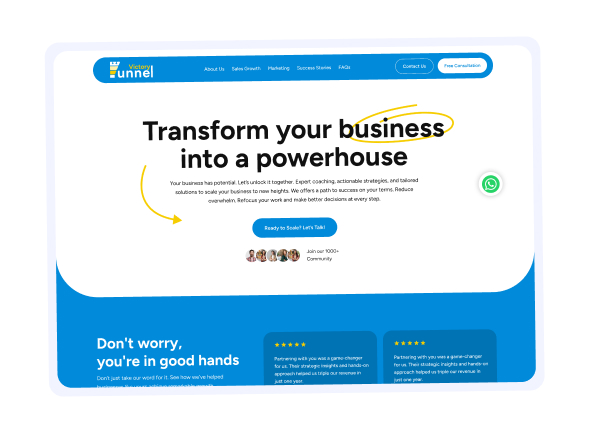 Victory
Funnel
About Us Sales Growth Marketing Success Stories FAQs
Contact Us
Free Consultation
Transform your business
into a powerhouse
Your business has potential. Let's unlock it together. Expert coaching, actionable strategies, and tailored
solutions to scale your business to new heights. We offers a path to success on your terms. Reduce
overwhelm. Refocus your work and make better decisions at every step.
Ready to Scale? Let's Talk!
Join our 1000+
Community
Don't worry,
you're in good hands
Don't just take our word for it. See how we've helped
Partnering with you was a game-changer
for us. Their strategic insights and hands-on
approach helped us triple our revenue in
just one year.
Partnering with you was a game-changer
for us. Their strategic insights and hands-on
approach helped us triple our revenue in
just one year.